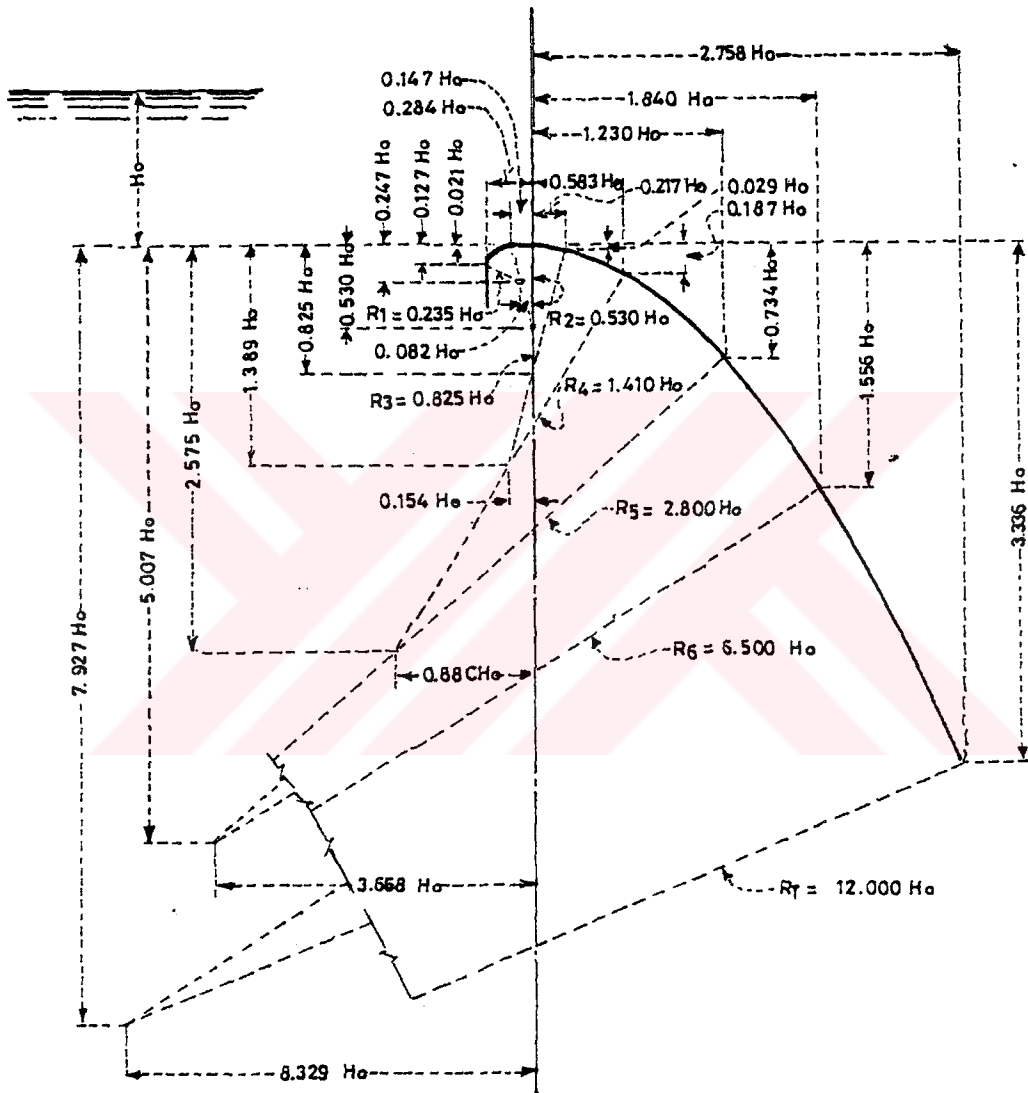 2.758 Ho
0.147 Ho
0.284 Ho
1.840 Ho
1.230 Ho
Ho
0.247 Ho
0.127 Ho
0.021 Ho
0.583 Ho
0.217 Ho
0.029 Ho
0.187 Ho
0.530 Ho
0.825 Ho
1.389 Ho
2.575 Ho
5.007 Ho
7.927 Ho
R1 = 0.235 Ho
R2 = 0.530 Ho
0.082 Ho
R3 = 0.825 Ho
R4 = 1.410 Ho
0.734 Ho
1.556 Ho
3.336 Ho
0.154 Ho
R5 = 2.800 Ho
R6 = 6.500 Ho
0.88CHo
3.668 Ho
R7 = 12.000 Ho
8.329 Ho